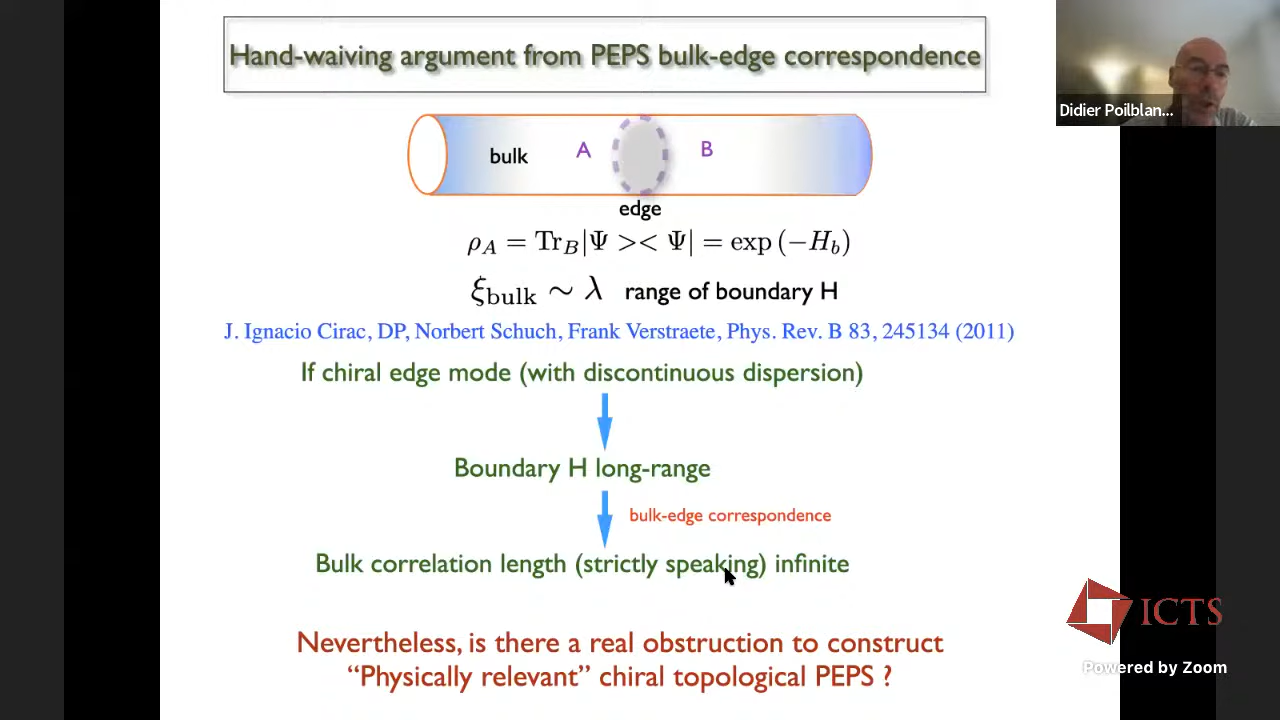 Hand-waiving argument from PEPS bulk-edge correspondence
Didier Poilblan...
bulk A B
edge
ρ_A = Tr_B|Ψ >< Ψ| = exp (−H_b)
ξ_bulk ∼ λ range of boundary H
J. Ignacio Cirac, DP, Norbert Schuch, Frank Verstraete, Phys. Rev. B 83, 245134 (2011)
If chiral edge mode (with discontinuous dispersion)
Boundary H long-range
bulk-edge correspondence
Bulk correlation length (strictly speaking) infinite
Nevertheless, is there a real obstruction to construct
“Physically relevant” chiral topological PEPS ?
ICTS
Powered by Zoom